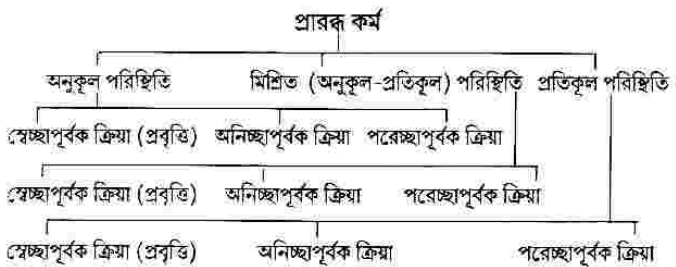 প্রারব্ধ কর্ম
অনুকূল পরিস্থিতি মিশ্রিত (অনুকূল-প্রতিকূল) পরিস্থিতি প্রতিকূল পরিস্থিতি
স্বেচ্ছাপূর্বক ক্রিয়া (প্রবৃত্তি) অনিচ্ছাপূর্বক ক্রিয়া পরেচ্ছাপূর্বক ক্রিয়া
স্বেচ্ছাপূর্বক ক্রিয়া (প্রবৃত্তি) অনিচ্ছাপূর্বক ক্রিয়া পরেচ্ছাপূর্বক ক্রিয়া
স্বেচ্ছাপূর্বক ক্রিয়া (প্রবৃত্তি) অনিচ্ছাপূর্বক ক্রিয়া পরেচ্ছাপূর্বক ক্রিয়া